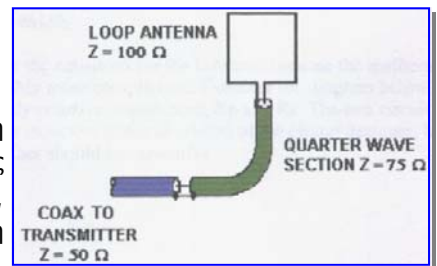 LOOP ANTENNA
Z = 100 Ω
QUARTER WAVE
SECTION Z = 75 Ω
COAX TO
TRANSMITTER
Z = 50 Ω